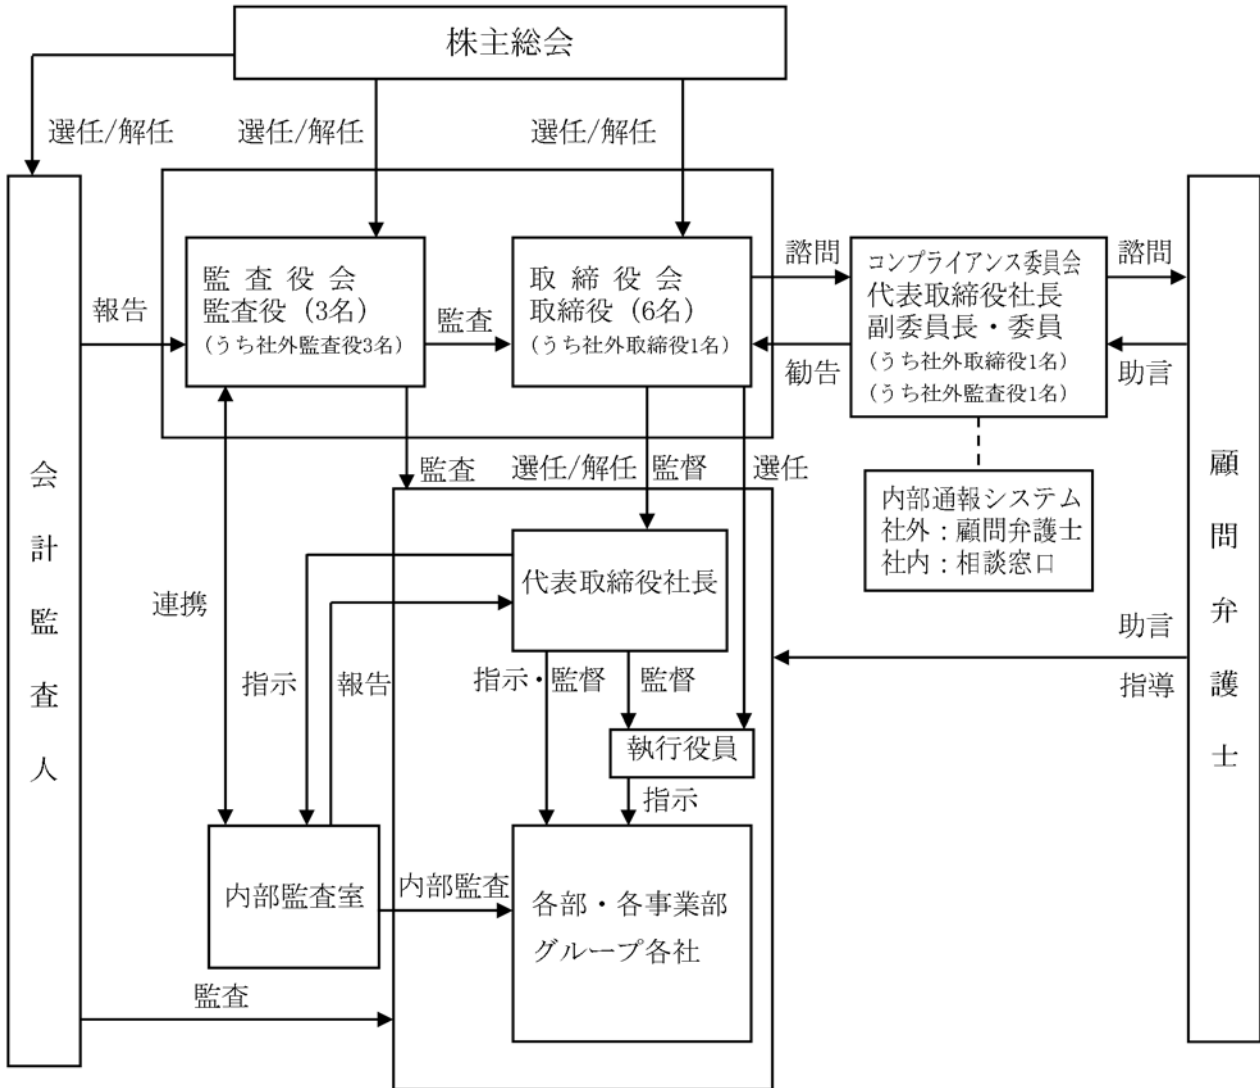 株主総会
選任/解任
選任/解任
選任/解任
監査役会
監査役(3名)
(うち社外監査役3名)
取締役会
取締役(6名)
(うち社外取締役1名)
コンプライアンス委員会
代表取締役社長
副委員長・委員
(うち社外取締役1名)
(うち社外監査役1名)
報告
監査
諮問
勧告
諮問
助言
会計監査人
顧問弁護士
監査
選任/解任
監督
選任
内部通報システム
社外:顧問弁護士
社内:相談窓口
代表取締役社長
連携
指示
報告
指示・監督
監督
助言
指導
執行役員
指示
内部監査室
内部監査
各部・各事業部
グループ各社
監査